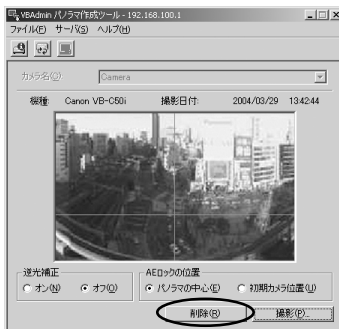 VBAdmin パノラマ作成ツール - 192.168.100.1
ファイル(F) サーバ(S) ヘルプ(H)
カメラ名(C) Camera
機種: Canon VB-C50i 撮影日付: 2004/03/29 13:42:44
逆光補正 AEロックの位置
オン(N) オフ(O) パノラマの中心(E) 初期カメラ位置(U)
削除(R) 撮影(P)...